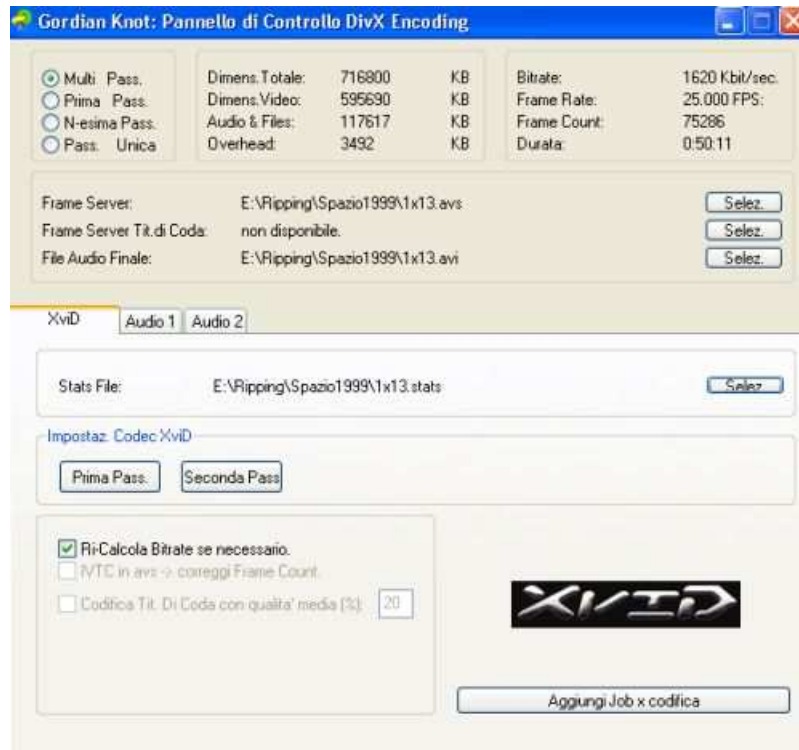 Gordian Knot: Pannello di Controllo DivX Encoding
Multi Pass.
Prima Pass.
N-esima Pass.
Pass. Unica
Dimens.Totale: 716800 KB
Dimens.Video: 595690 KB
Audio & Files: 117617 KB
Overhead: 3492 KB
Bitrate: 1620 Kbit/sec.
Frame Rate: 25.000 FPS:
Frame Count: 75286
Durata: 0:50:11
Frame Server: E:\Ripping\Spazio1999\1x13.avs Selez.
Frame Server Tit.di Coda: non disponibile. Selez.
File Audio Finale: E:\Ripping\Spazio1999\1x13.avi Selez.
XviD Audio 1 Audio 2
Stats File: E:\Ripping\Spazio1999\1x13.stats Selez
Impostaz. Codec XviD
Prima Pass. Seconda Pass
Ri-Calcola Bitrate se necessario.
IVTC in avs -> correggi Frame Count.
Codifica Tit. Di Coda con qualita' media (%): 20
XVID
Aggiungi Job x codifica